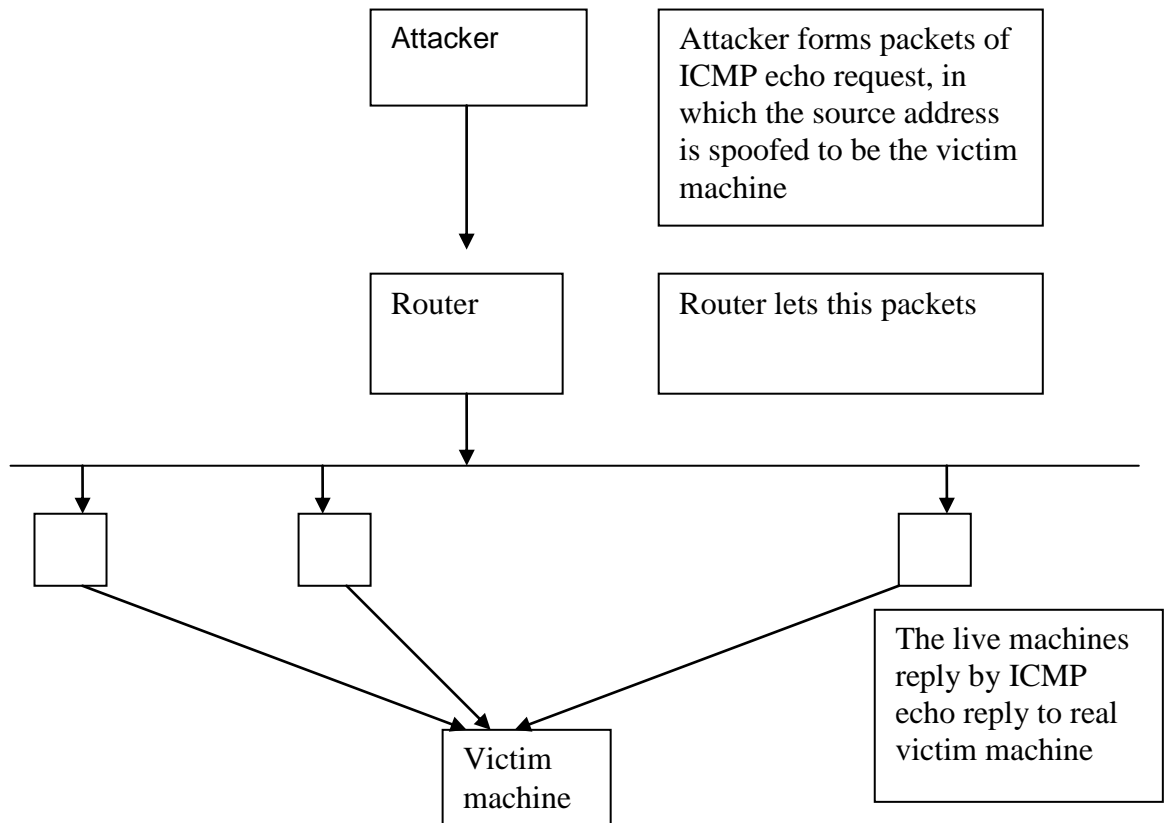 Attacker
Attacker forms packets of
ICMP echo request, in
which the source address
is spoofed to be the victim
machine
Router
Router lets this packets
The live machines
reply by ICMP
echo reply to real
victim machine
Victim
machine